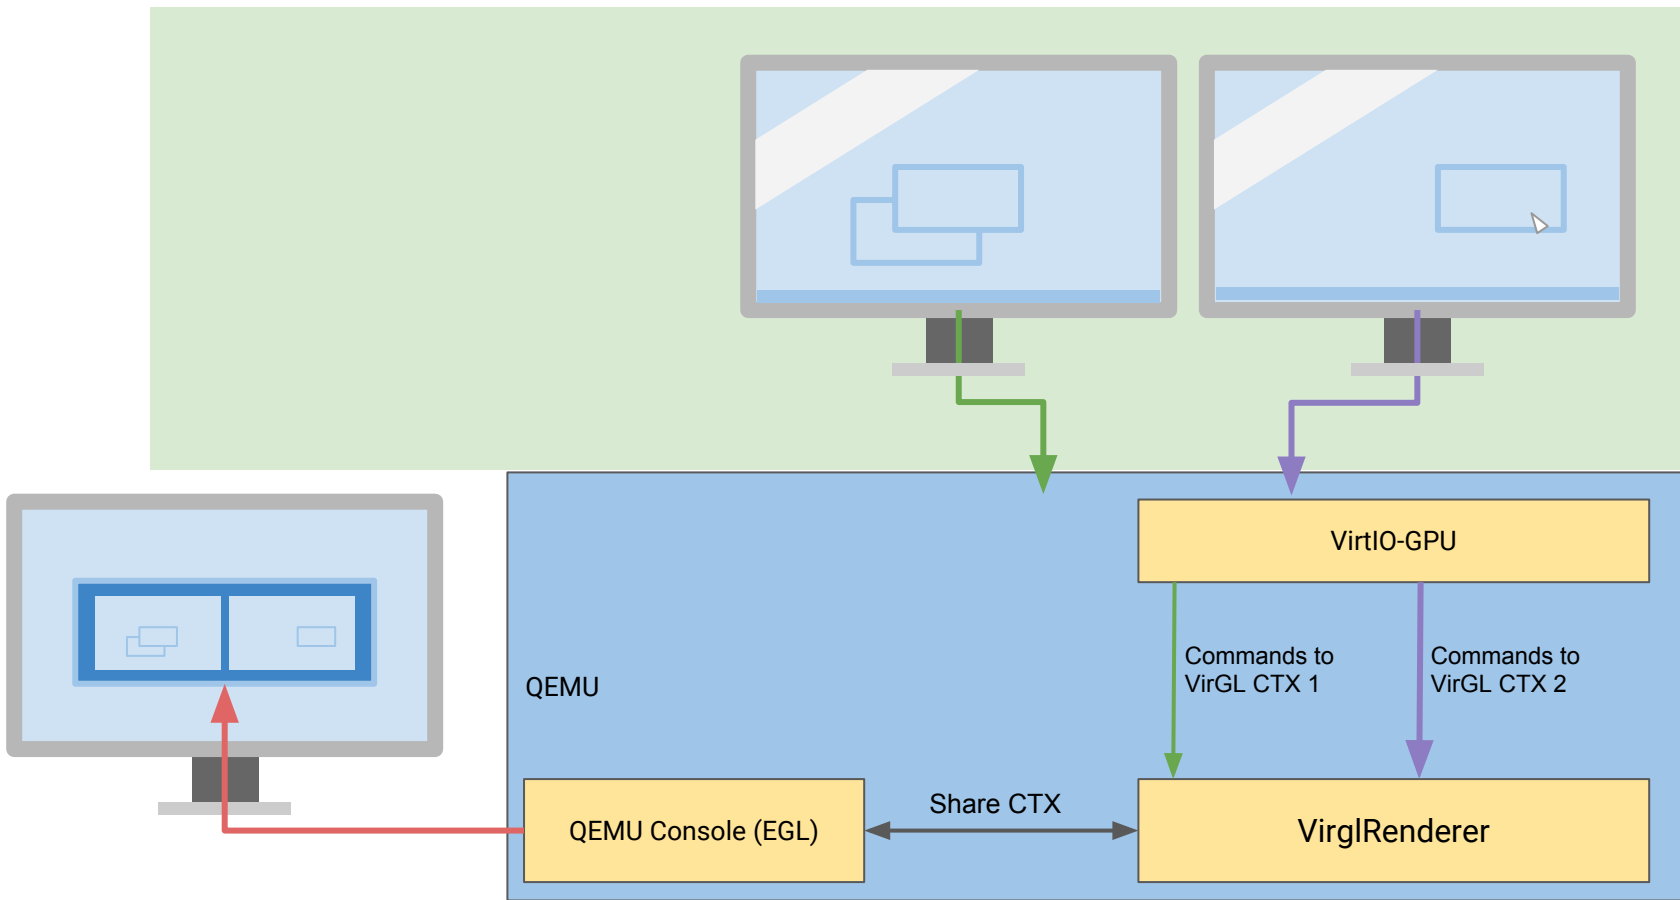 VirtIO-GPU
Commands to
VirGL CTX 1
Commands to
VirGL CTX 2
QEMU
Share CTX
QEMU Console (EGL)
VirglRenderer